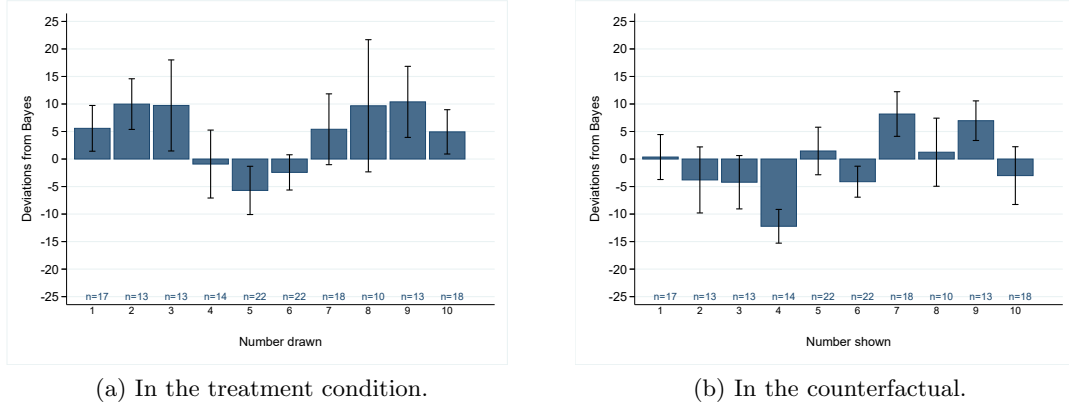 25
20
15
10
5
0
-5
-10
-15
-20
-25
Deviations from Bayes
n=17 n=13 n=13 n=14 n=22 n=22 n=18 n=10 n=13 n=18
1 2 3 4 5 6 7 8 9 10
Number drawn
(a) In the treatment condition.
25
20
15
10
5
0
-5
-10
-15
-20
-25
Deviations from Bayes
n=17 n=13 n=13 n=14 n=22 n=22 n=18 n=10 n=13 n=18
1 2 3 4 5 6 7 8 9 10
Number shown
(b) In the counterfactual.